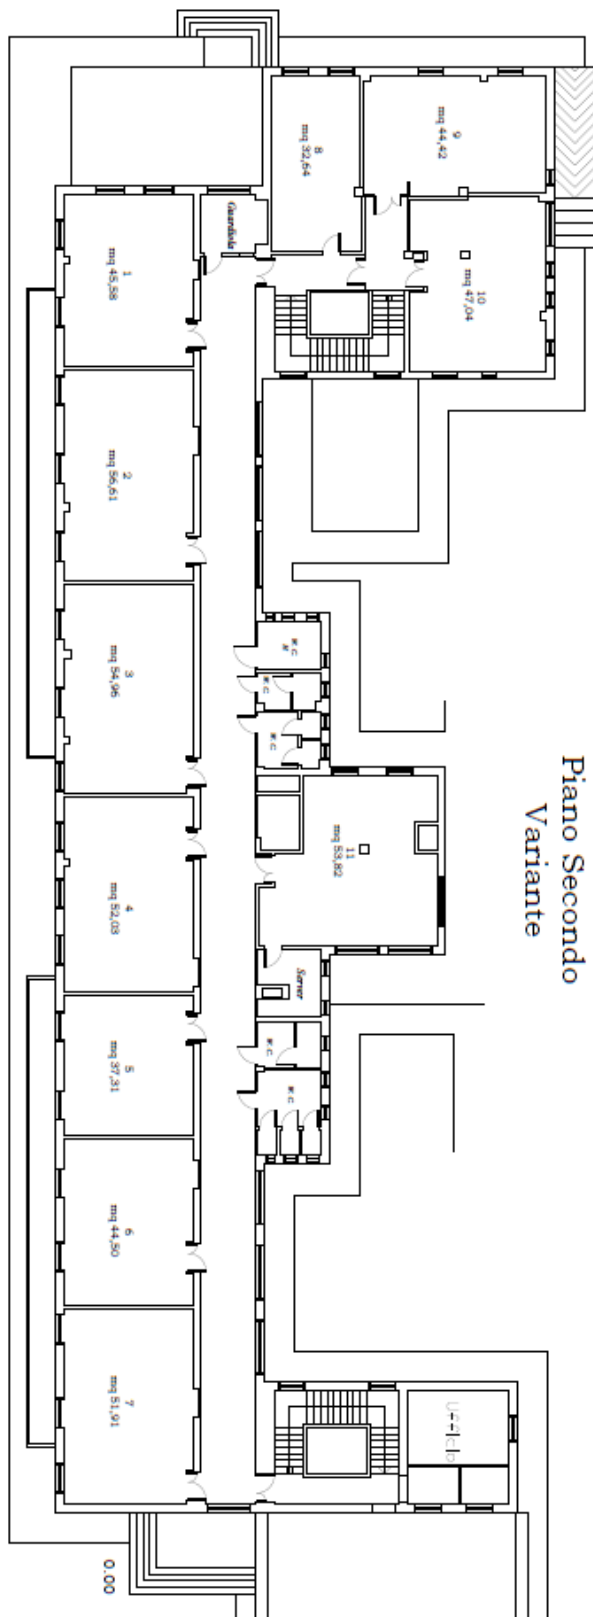 Piano Secondo
Variante
1
mq 45,58
2
mq 56,61
3
mq 54,96
4
mq 52,03
5
mq 37,31
6
mq 44,50
7
mq 51,91
8
mq 32,64
9
mq 44,42
10
mq 47,04
11
mq 53,82
Guardiola
w.c.
w.c.
w.c.
Server
w.c.
w.c.
Ufficio
0.00